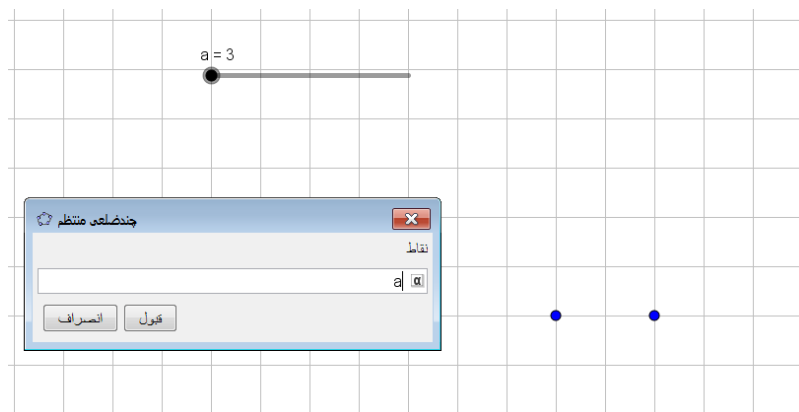 a = 3
چندضلعی منتظم
نقاط
a α
قبول انصراف